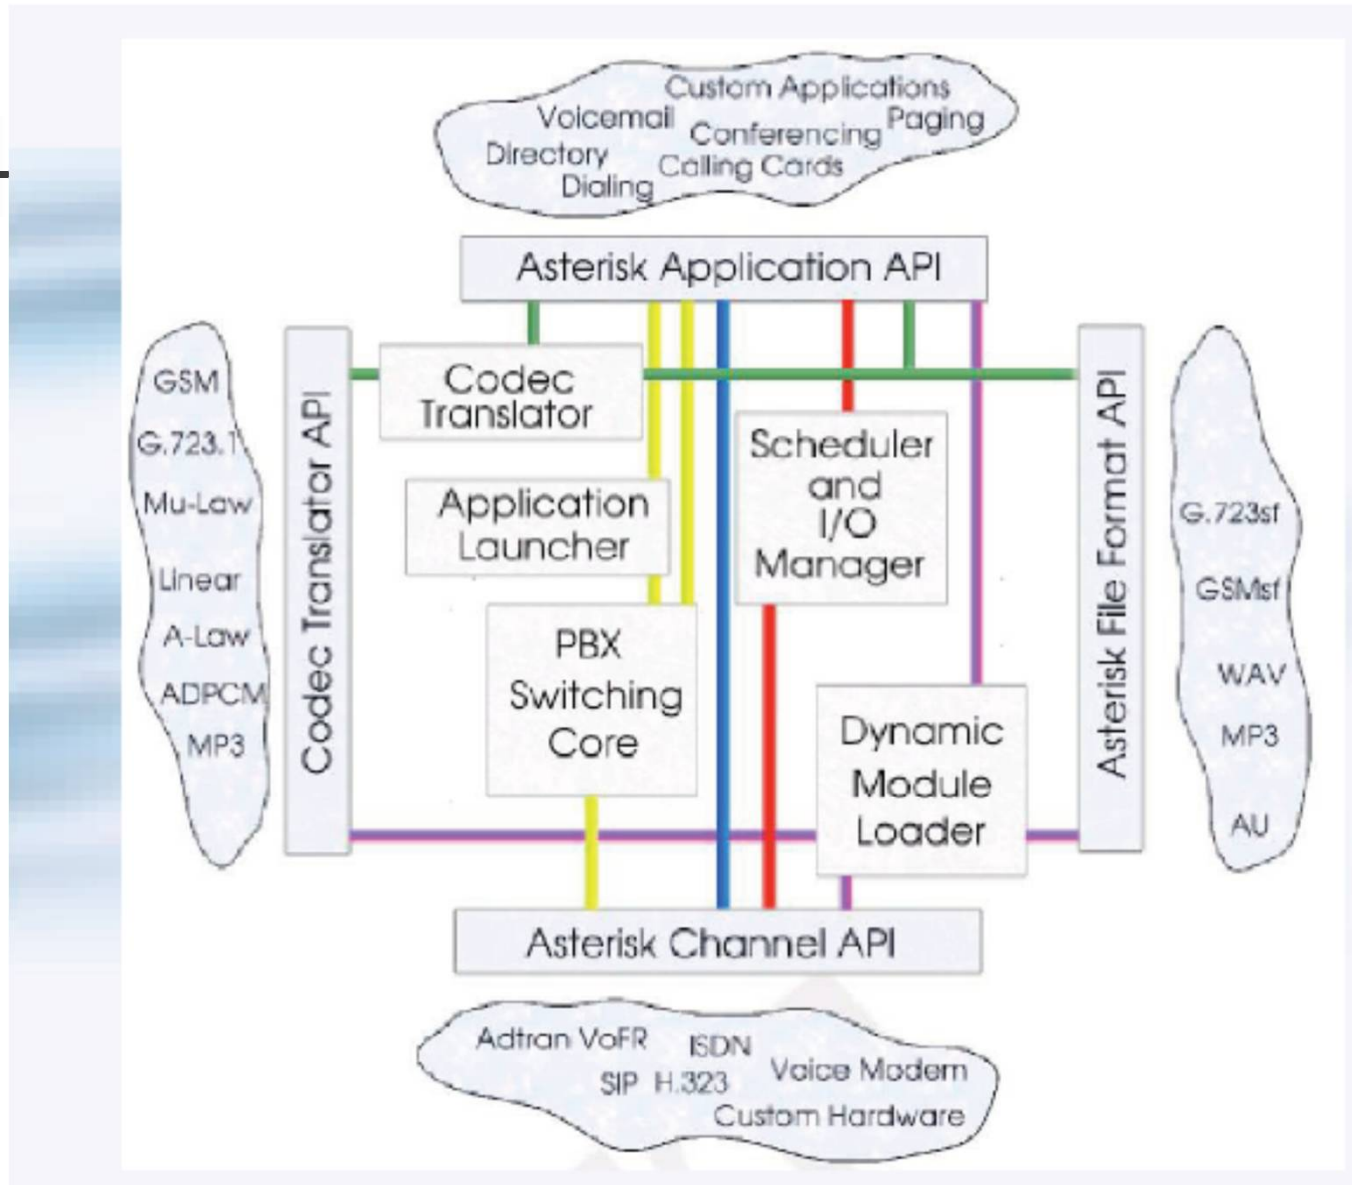 Custom Applications
Voicemail
Conferencing
Paging
Directory
Calling Cards
Dialing
Asterisk Application API
GSM
G.723.1
Mu-Law
Linear
A-Law
ADPCM
MP3
Codec Translator API
Codec
Translator
Application
Launcher
PBX
Switching
Core
Scheduler
and
I/O
Manager
Dynamic
Module
Loader
Asterisk File Format API
G.723sf
GSMsf
WAV
MP3
AU
Asterisk Channel API
Adtran VoFR
ISDN
SIP H.323
Voice Modem
Custom Hardware